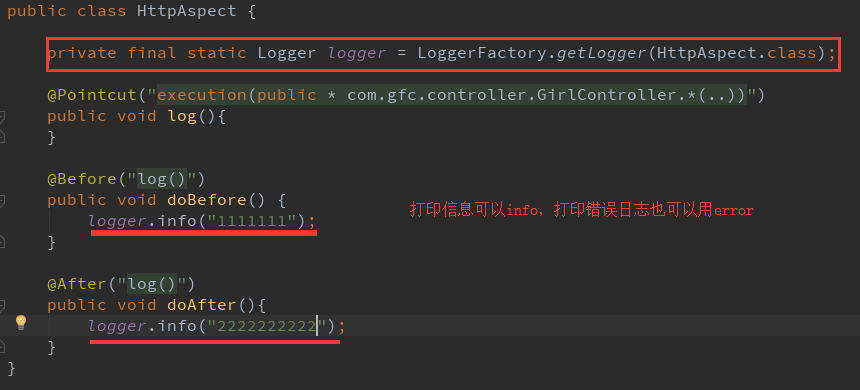 public class HttpAspect {
private final static Logger logger = LoggerFactory.getLogger(HttpAspect.class);
@Pointcut("execution(public * com.gfc.controller.GirlController.*(..))")
public void log(){
}
@Before("log()")
public void doBefore() {
logger.info("1111111");
打印信息可以info，打印错误日志也可以用error
}
@After("log()")
public void doAfter(){
logger.info("2222222222");
}
}